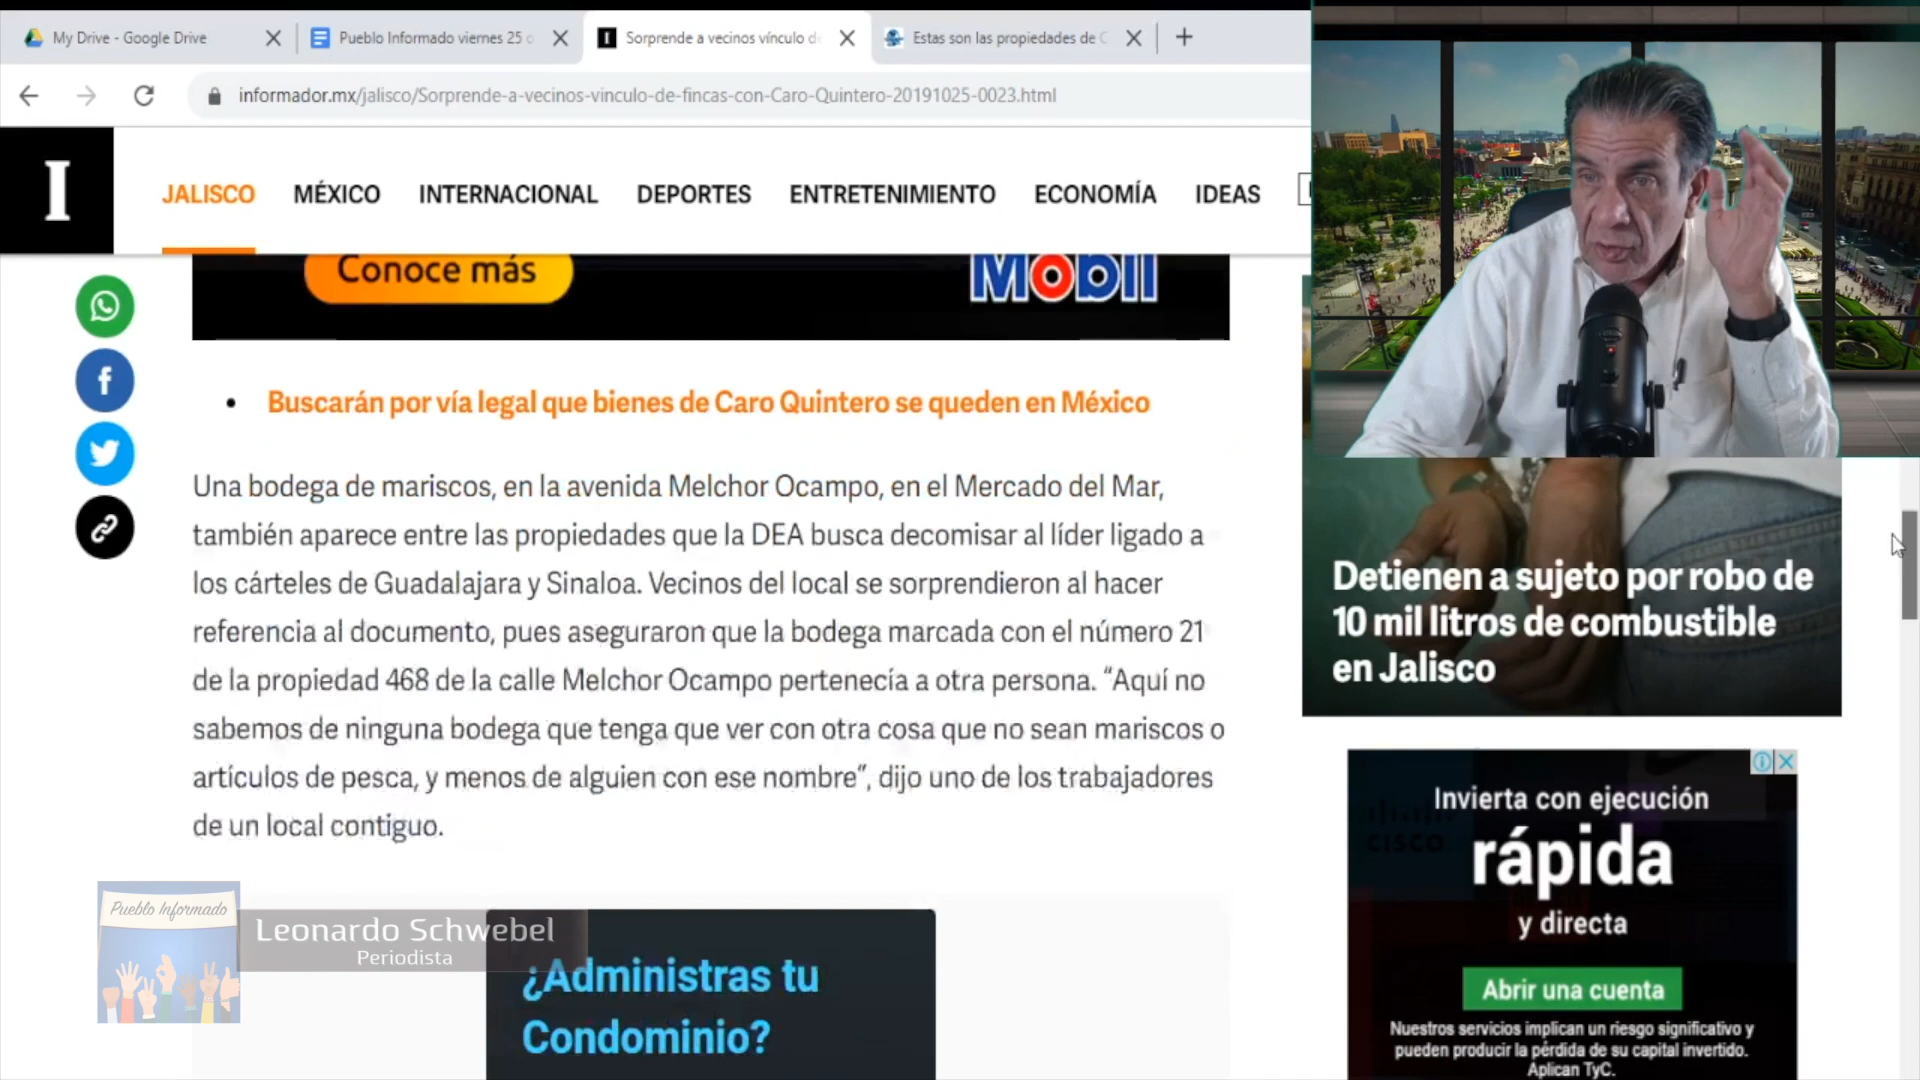 My Drive - Google Drive
Pueblo Informado viernes 25 o
Sorprende a vecinos vínculo de
Estas son las propiedades de C
informador.mx/jalisco/Sorprende-a-vecinos-vinculo-de-fincas-con-Caro-Quintero-20191025-0023.html
I
JALISCO MÉXICO INTERNACIONAL DEPORTES ENTRETENIMIENTO ECONOMÍA IDEAS
Conoce más
Mobil
• Buscarán por vía legal que bienes de Caro Quintero se queden en México
Una bodega de mariscos, en la avenida Melchor Ocampo, en el Mercado del Mar,
también aparece entre las propiedades que la DEA busca decomisar al líder ligado a
los cárteles de Guadalajara y Sinaloa. Vecinos del local se sorprendieron al hacer
referencia al documento, pues aseguraron que la bodega marcada con el número 21
de la propiedad 468 de la calle Melchor Ocampo pertenecía a otra persona. “Aquí no
sabemos de ninguna bodega que tenga que ver con otra cosa que no sean mariscos o
artículos de pesca, y menos de alguien con ese nombre”, dijo uno de los trabajadores
de un local contiguo.
Detienen a sujeto por robo de
10 mil litros de combustible
en Jalisco
Invierta con ejecución
rápida
y directa
Abrir una cuenta
Nuestros servicios implican un riesgo significativo y
pueden producir la pérdida de su capital invertido.
Aplican TyC.
Pueblo Informado
Leonardo Schwebel
Periodista
¿Administras tu
Condominio?